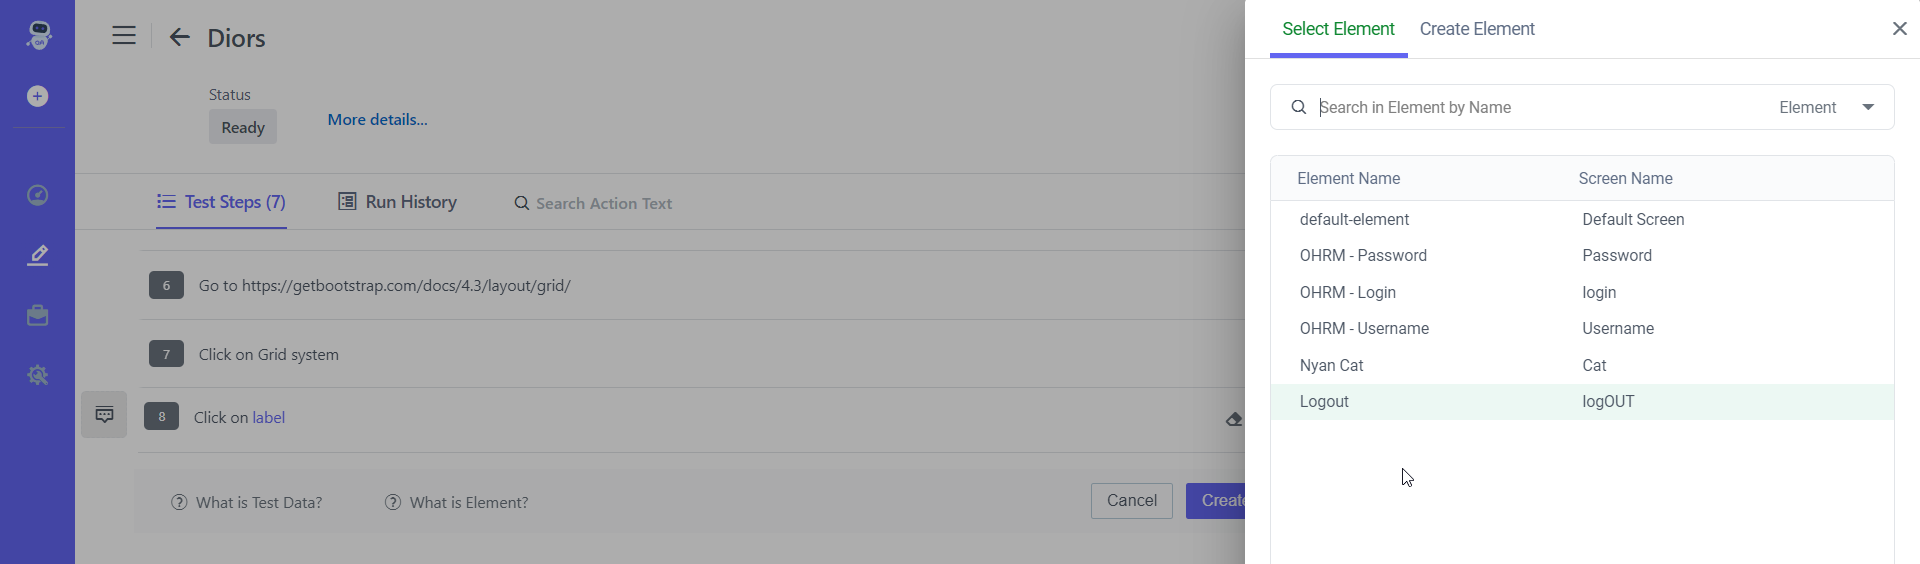 Diors
Status
Ready
More details...
Test Steps (7)
Run History
Search Action Text
6 Go to https://getbootstrap.com/docs/4.3/layout/grid/
7 Click on Grid system
8 Click on label
What is Test Data?
What is Element?
Cancel
Create
Select Element
Create Element
Search in Element by Name
Element
Element Name Screen Name
default-element Default Screen
OHRM - Password Password
OHRM - Login login
OHRM - Username Username
Nyan Cat Cat
Logout logOUT